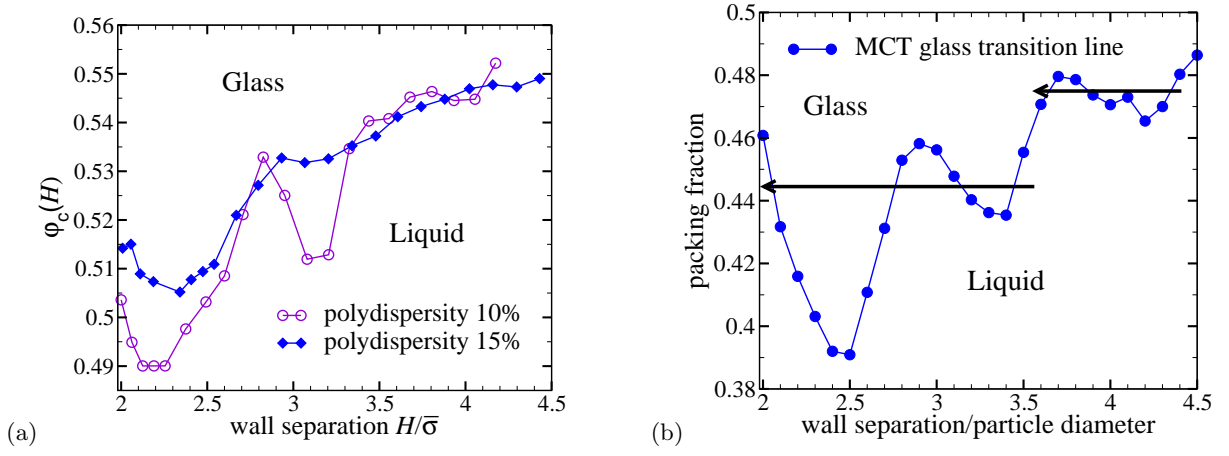 0.56
0.55
0.54
0.53
0.52
0.51
0.5
0.49
φc(H)
Glass
Liquid
polydispersity 10%
polydispersity 15%
2 2.5 3 3.5 4 4.5
wall separation H/σ̅
(a)
0.5
0.48
0.46
0.44
0.42
0.4
0.38
packing fraction
MCT glass transition line
Glass
Liquid
2 2.5 3 3.5 4 4.5
wall separation/particle diameter
(b)